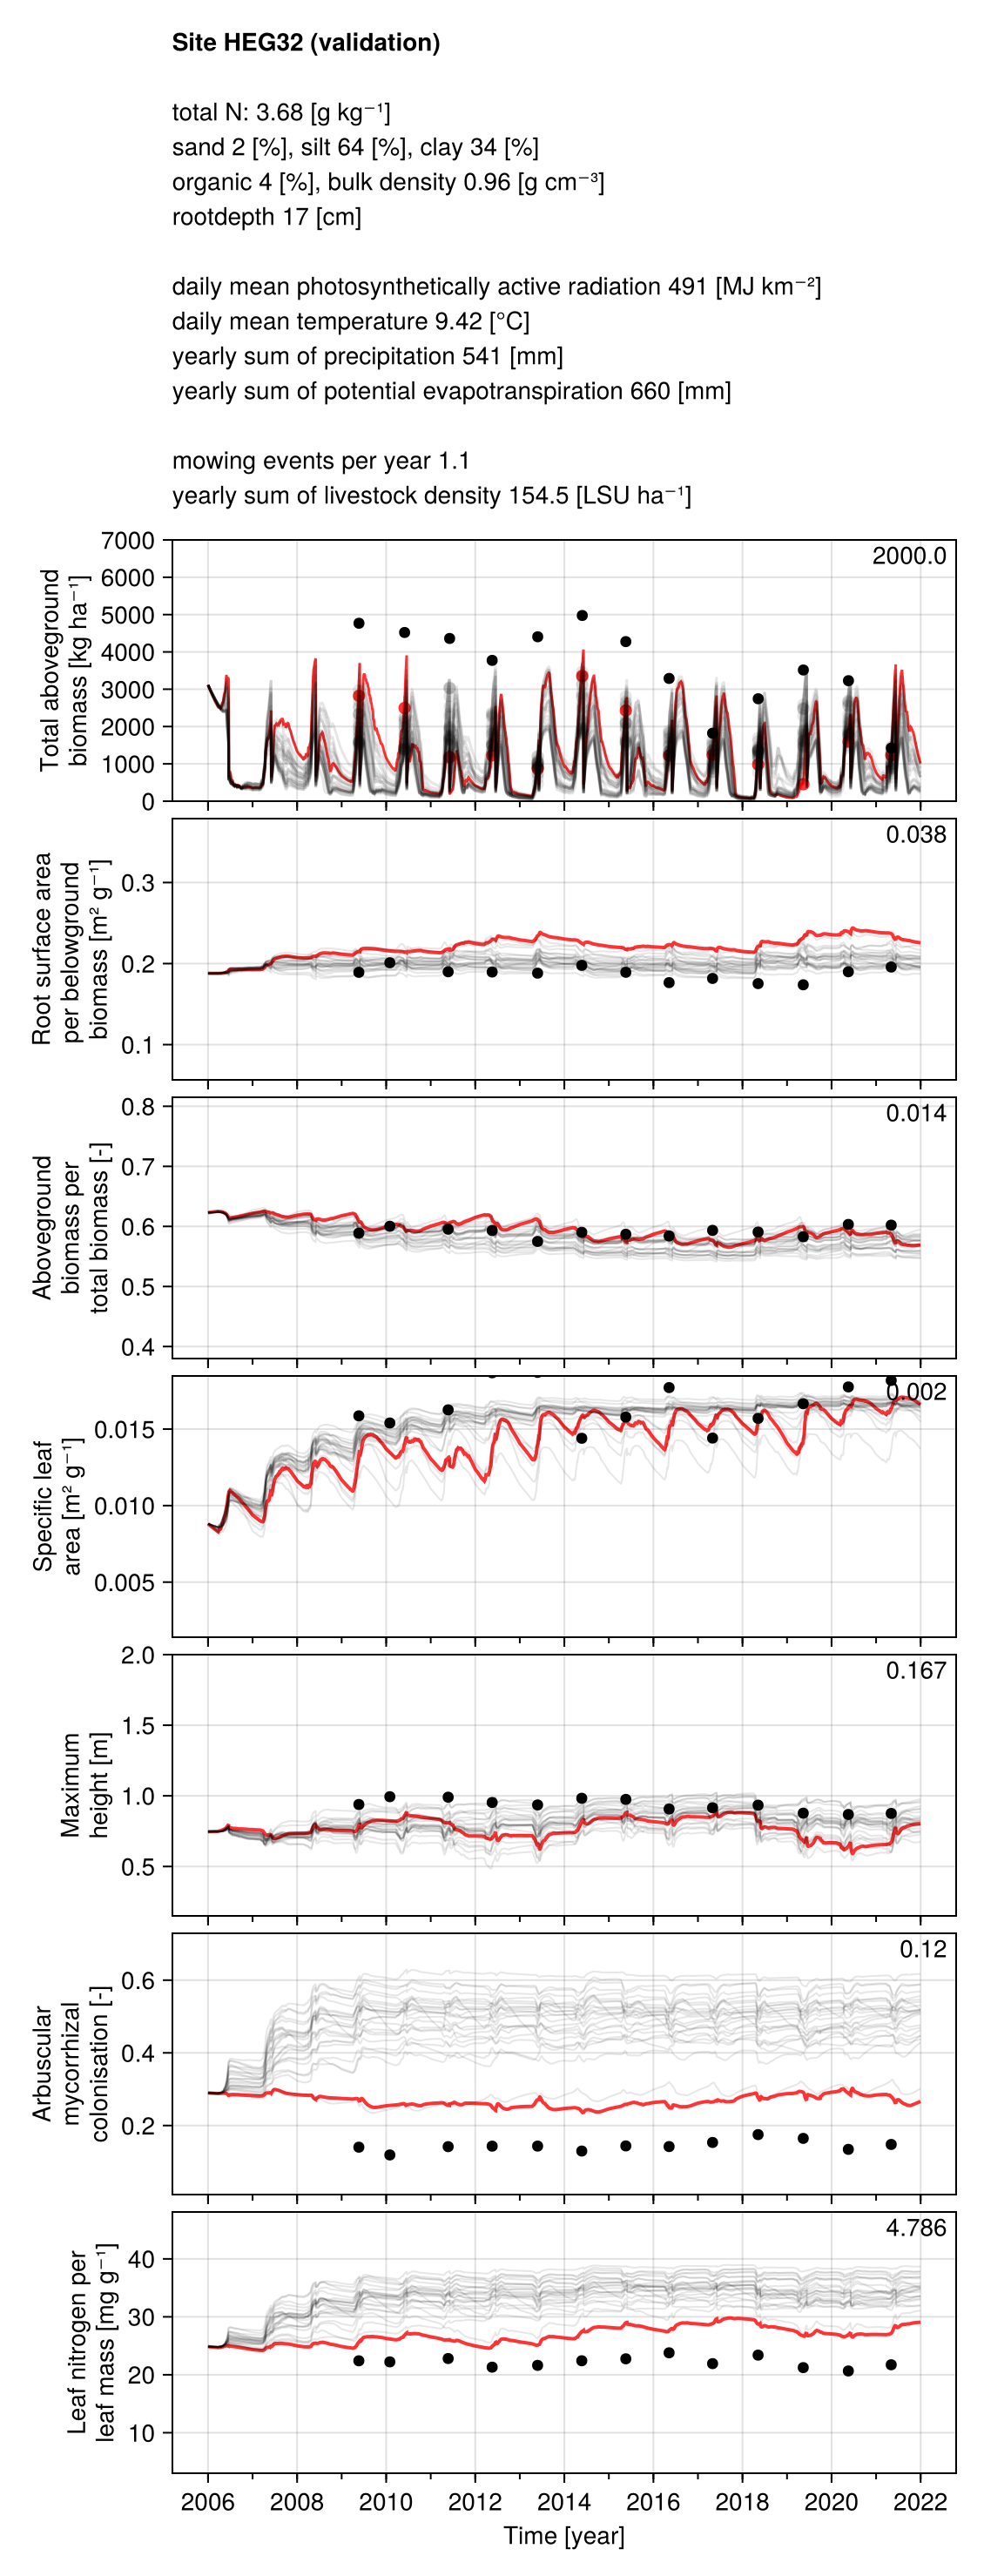 Site HEG32 (validation)
total N: 3.68 [g kg⁻¹]
sand 2 [%], silt 64 [%], clay 34 [%]
organic 4 [%], bulk density 0.96 [g cm⁻³]
rootdepth 17 [cm]
daily mean photosynthetically active radiation 491 [MJ km⁻²]
daily mean temperature 9.42 [°C]
yearly sum of precipitation 541 [mm]
yearly sum of potential evapotranspiration 660 [mm]
mowing events per year 1.1
yearly sum of livestock density 154.5 [LSU ha⁻¹]
Total aboveground
biomass [kg ha⁻¹]
7000
6000
5000
4000
3000
2000
1000
0
2000.0
Root surface area
per belowground
biomass [m² g⁻¹]
0.3
0.2
0.1
0.038
Aboveground
biomass per
total biomass [-]
0.8
0.7
0.6
0.5
0.4
0.014
Specific leaf
area [m² g⁻¹]
0.015
0.010
0.005
0.002
Maximum
height [m]
2.0
1.5
1.0
0.5
0.167
Arbuscular
mycorrhizal
colonisation [-]
0.6
0.4
0.2
0.12
Leaf nitrogen per
leaf mass [mg g⁻¹]
40
30
20
10
4.786
2006 2008 2010 2012 2014 2016 2018 2020 2022
Time [year]